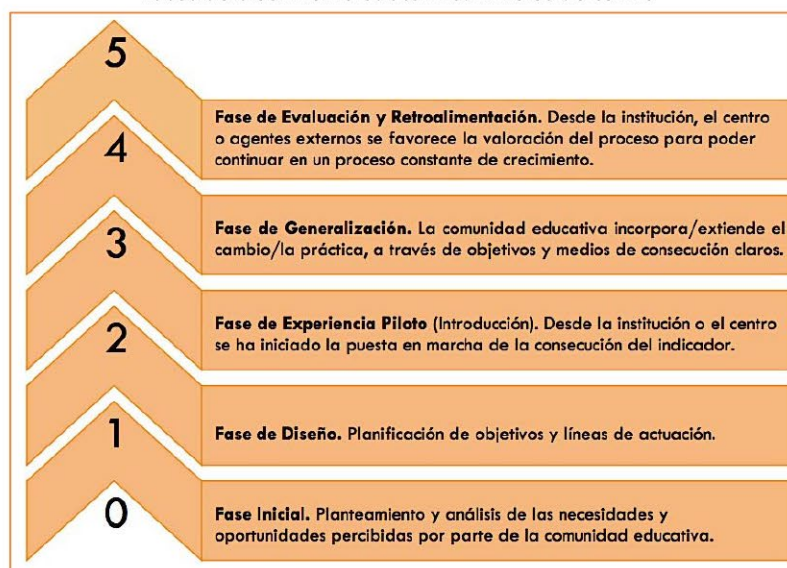 5
Fase de Evaluación y Retroalimentación. Desde la institución, el centro
o agentes externos se favorece la valoración del proceso para poder
continuar en un proceso constante de crecimiento.
4
Fase de Generalización. La comunidad educativa incorpora/extiende el
cambio/la práctica, a través de objetivos y medios de consecución claros.
3
Fase de Experiencia Piloto (Introducción). Desde la institución o el centro
se ha iniciado la puesta en marcha de la consecución del indicador.
2
Fase de Diseño. Planificación de objetivos y líneas de actuación.
1
Fase Inicial. Planteamiento y análisis de las necesidades y
oportunidades percibidas por parte de la comunidad educativa.
0